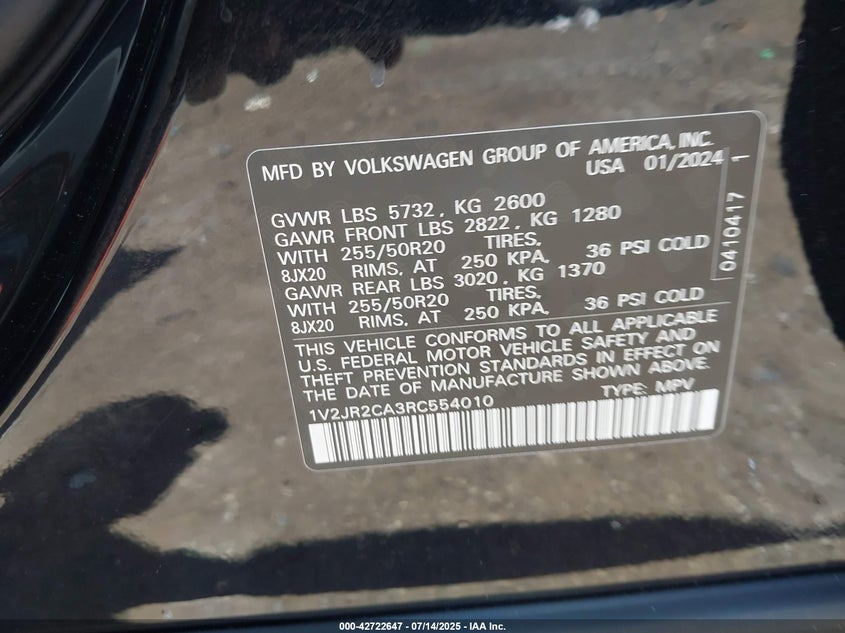 MFD BY VOLKSWAGEN GROUP OF AMERICA, INC.
USA 01/2024
GVWR LBS 5732, KG 2600
GAWR FRONT LBS 2822, KG 1280
WITH 255/50R20 TIRES,
8JX20 RIMS, AT 250 KPA, 36 PSI COLD
GAWR REAR LBS 3020, KG 1370
WITH 255/50R20 TIRES,
8JX20 RIMS, AT 250 KPA, 36 PSI COLD
THIS VEHICLE CONFORMS TO ALL APPLICABLE
U.S. FEDERAL MOTOR VEHICLE SAFETY AND
THEFT PREVENTION STANDARDS IN EFFECT ON
THE DATE OF MANUFACTURE SHOWN ABOVE.
1V2JR2CA3RC554010 TYPE: MPV
0410417 1
000-42722647 - 07/14/2025 - IAA Inc.